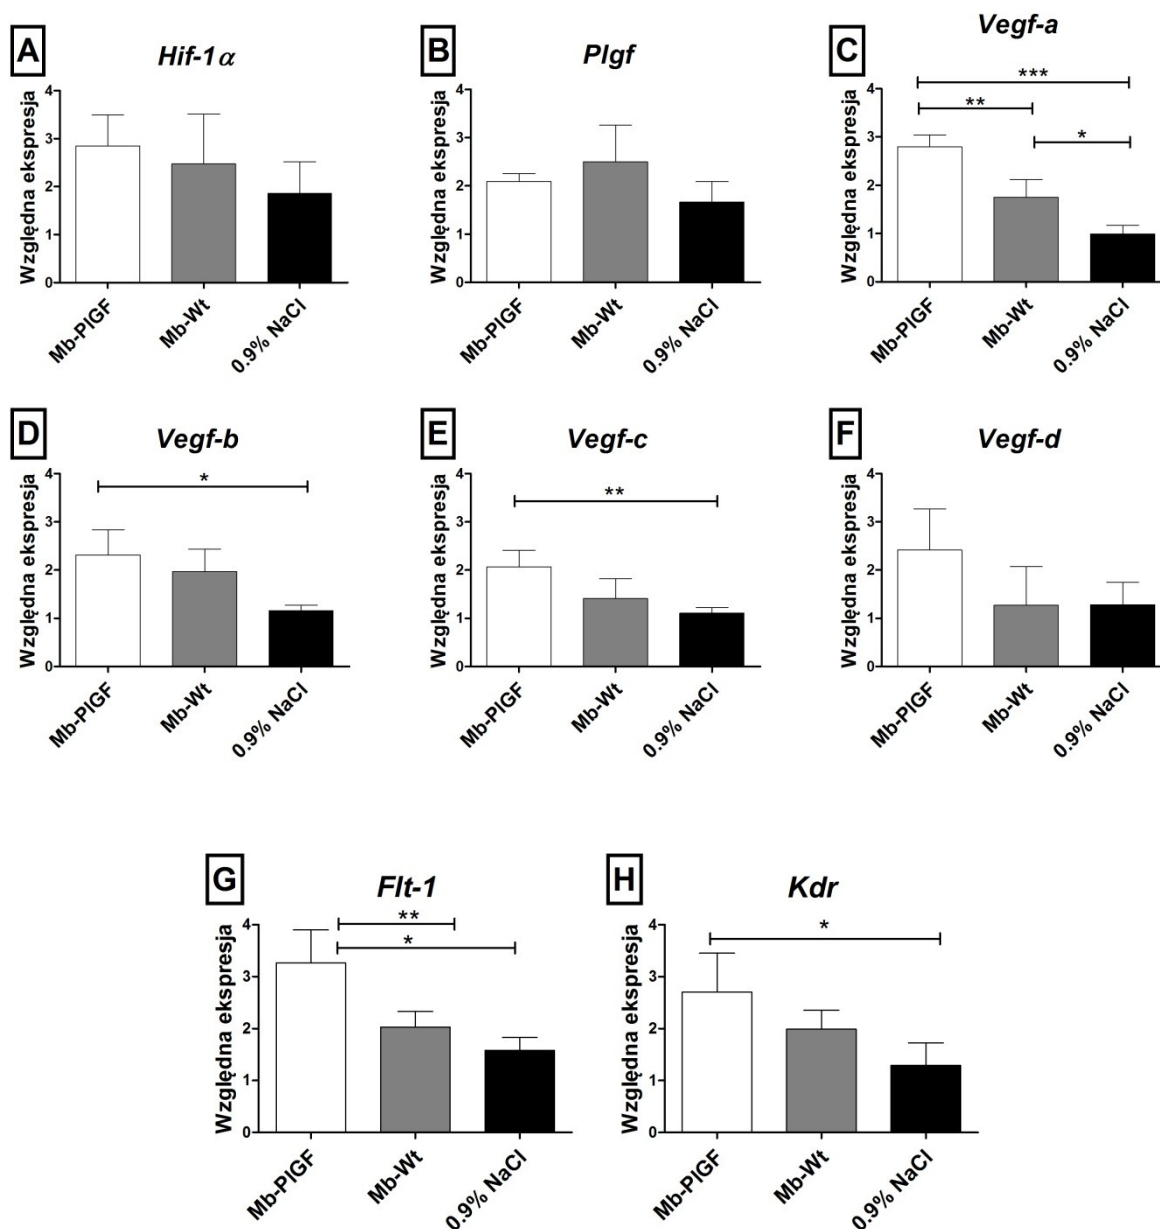 A
Hif-1α
Względna ekspresja
4
3
2
1
0
Mb-PlGF
Mb-Wt
0.9% NaCl
B
Plgf
Względna ekspresja
4
3
2
1
0
Mb-PlGF
Mb-Wt
0.9% NaCl
C
Vegf-a
***
**
*
Względna ekspresja
4
3
2
1
0
Mb-PlGF
Mb-Wt
0.9% NaCl
D
Vegf-b
*
Względna ekspresja
4
3
2
1
0
Mb-PlGF
Mb-Wt
0.9% NaCl
E
Vegf-c
**
Względna ekspresja
4
3
2
1
0
Mb-PlGF
Mb-Wt
0.9% NaCl
F
Vegf-d
Względna ekspresja
4
3
2
1
0
Mb-PlGF
Mb-Wt
0.9% NaCl
G
Flt-1
**
*
Względna ekspresja
4
3
2
1
0
Mb-PlGF
Mb-Wt
0.9% NaCl
H
Kdr
*
Względna ekspresja
4
3
2
1
0
Mb-PlGF
Mb-Wt
0.9% NaCl